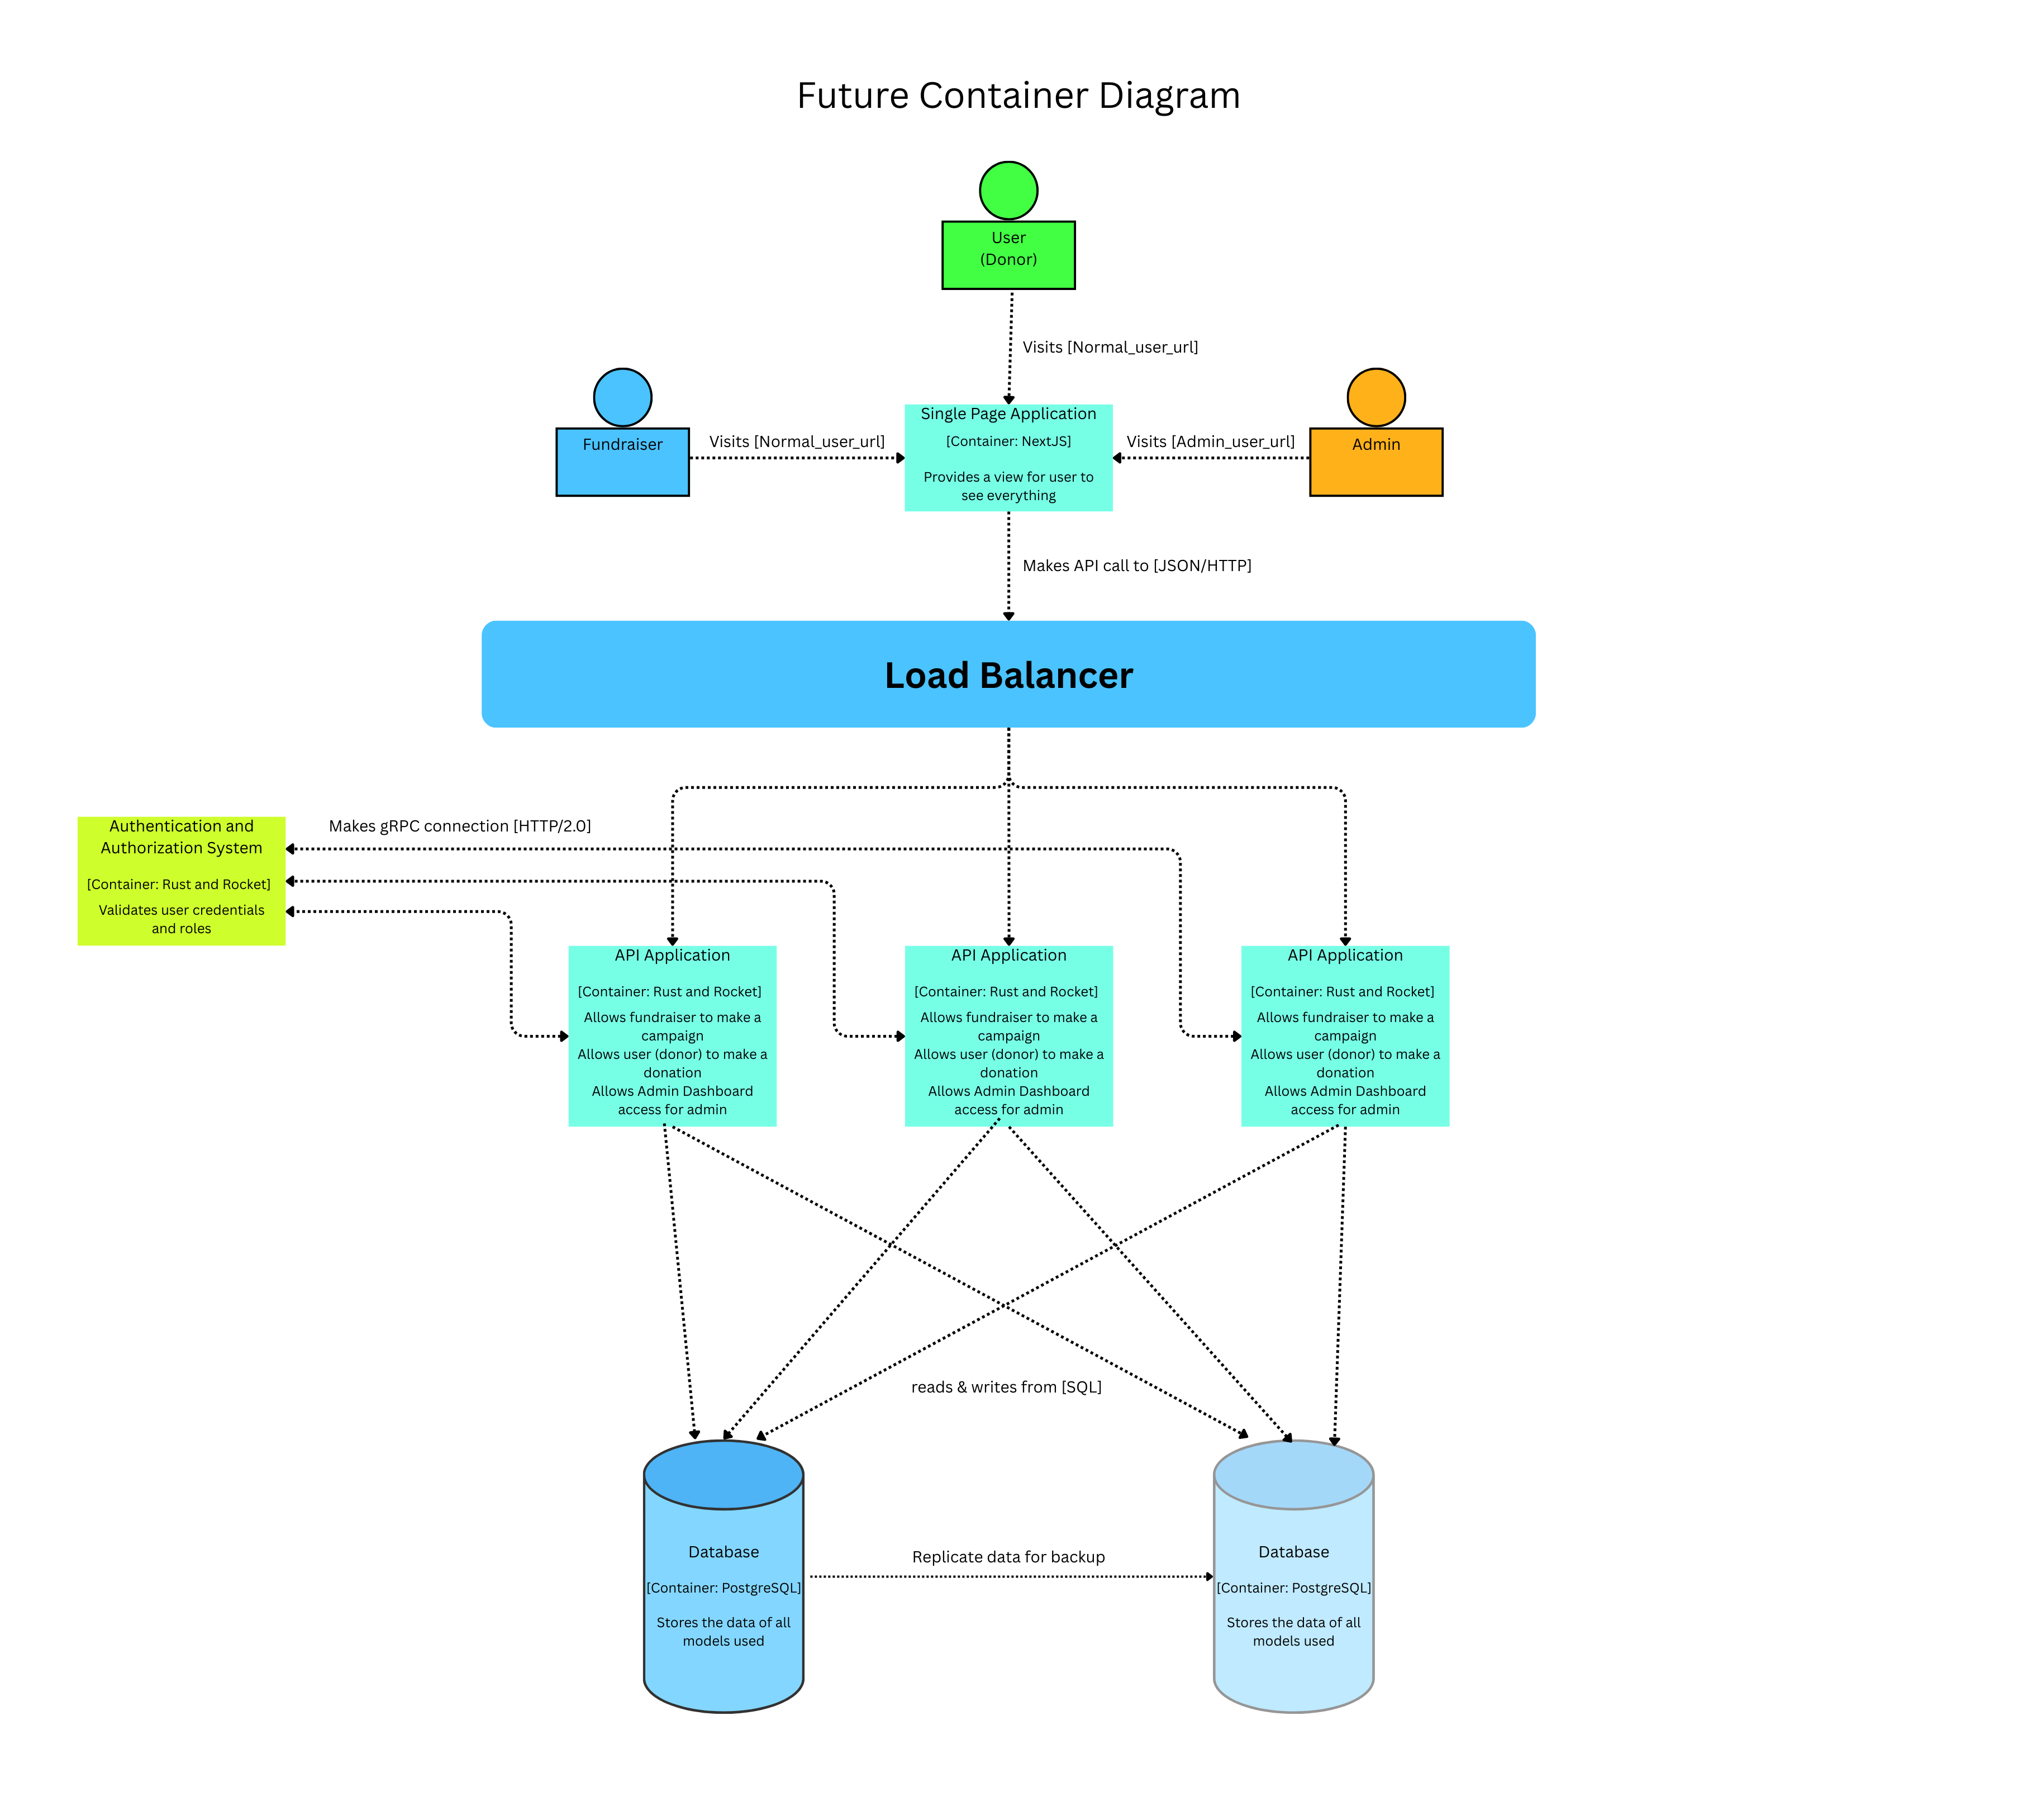 Future Container Diagram
User
(Donor)
Visits [Normal_user_url]
Fundraiser
Visits [Normal_user_url]
Single Page Application
[Container: NextJS]
Provides a view for user to
see everything
Visits [Admin_user_url]
Admin
Makes API call to [JSON/HTTP]
Load Balancer
Authentication and
Authorization System
[Container: Rust and Rocket]
Validates user credentials
and roles
Makes gRPC connection [HTTP/2.0]
API Application
[Container: Rust and Rocket]
Allows fundraiser to make a
campaign
Allows user (donor) to make a
donation
Allows Admin Dashboard
access for admin
API Application
[Container: Rust and Rocket]
Allows fundraiser to make a
campaign
Allows user (donor) to make a
donation
Allows Admin Dashboard
access for admin
API Application
[Container: Rust and Rocket]
Allows fundraiser to make a
campaign
Allows user (donor) to make a
donation
Allows Admin Dashboard
access for admin
reads & writes from [SQL]
Database
[Container: PostgreSQL]
Stores the data of all
models used
Replicate data for backup
Database
[Container: PostgreSQL]
Stores the data of all
models used